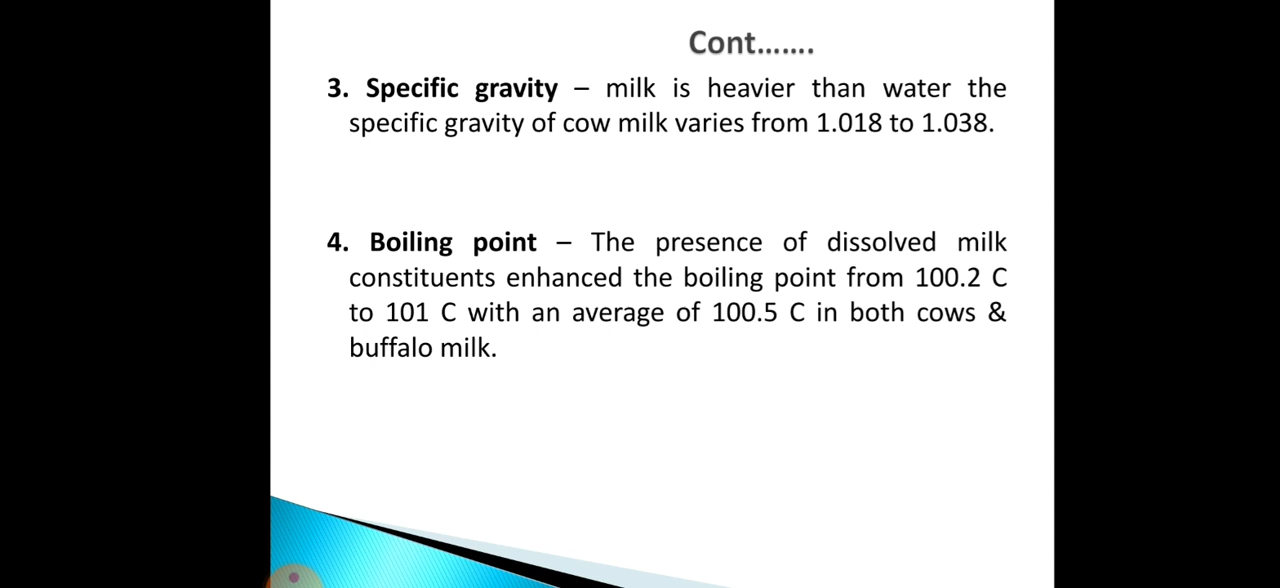 Cont.......
3. Specific gravity – milk is heavier than water the
specific gravity of cow milk varies from 1.018 to 1.038.
4. Boiling point – The presence of dissolved milk
constituents enhanced the boiling point from 100.2 C
to 101 C with an average of 100.5 C in both cows &
buffalo milk.